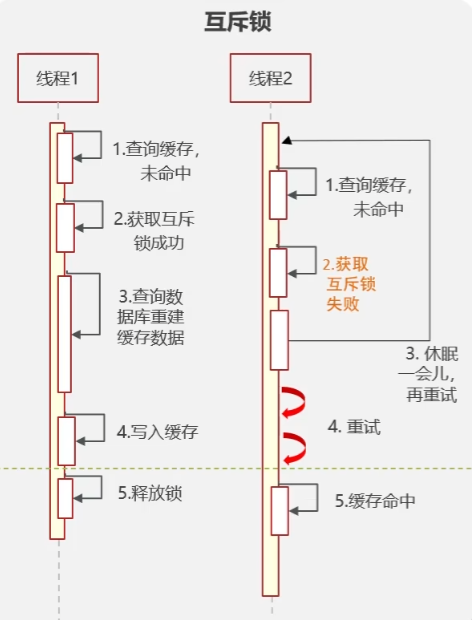 互斥锁
线程1
线程2
1.查询缓存，
未命中
2.获取互斥
锁成功
3.查询数
据库重建
缓存数据
4.写入缓存
5.释放锁
1.查询缓存，
未命中
2.获取
互斥锁
失败
3. 休眠
一会儿，
再重试
4. 重试
5.缓存命中